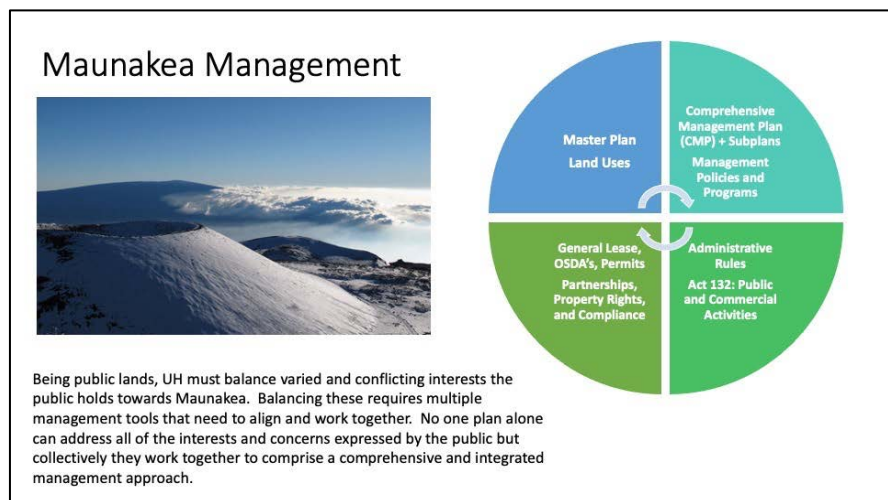 Maunakea Management
Master Plan
Land Uses
Comprehensive
Management Plan
(CMP) + Subplans
Management
Policies and
Programs
General Lease,
OSDA's, Permits
Partnerships,
Property Rights,
and Compliance
Administrative
Rules
Act 132: Public
and Commercial
Activities
Being public lands, UH must balance varied and conflicting interests the
public holds towards Maunakea.  Balancing these requires multiple
management tools that need to align and work together.  No one plan alone
can address all of the interests and concerns expressed by the public but
collectively they work together to comprise a comprehensive and integrated
management approach.